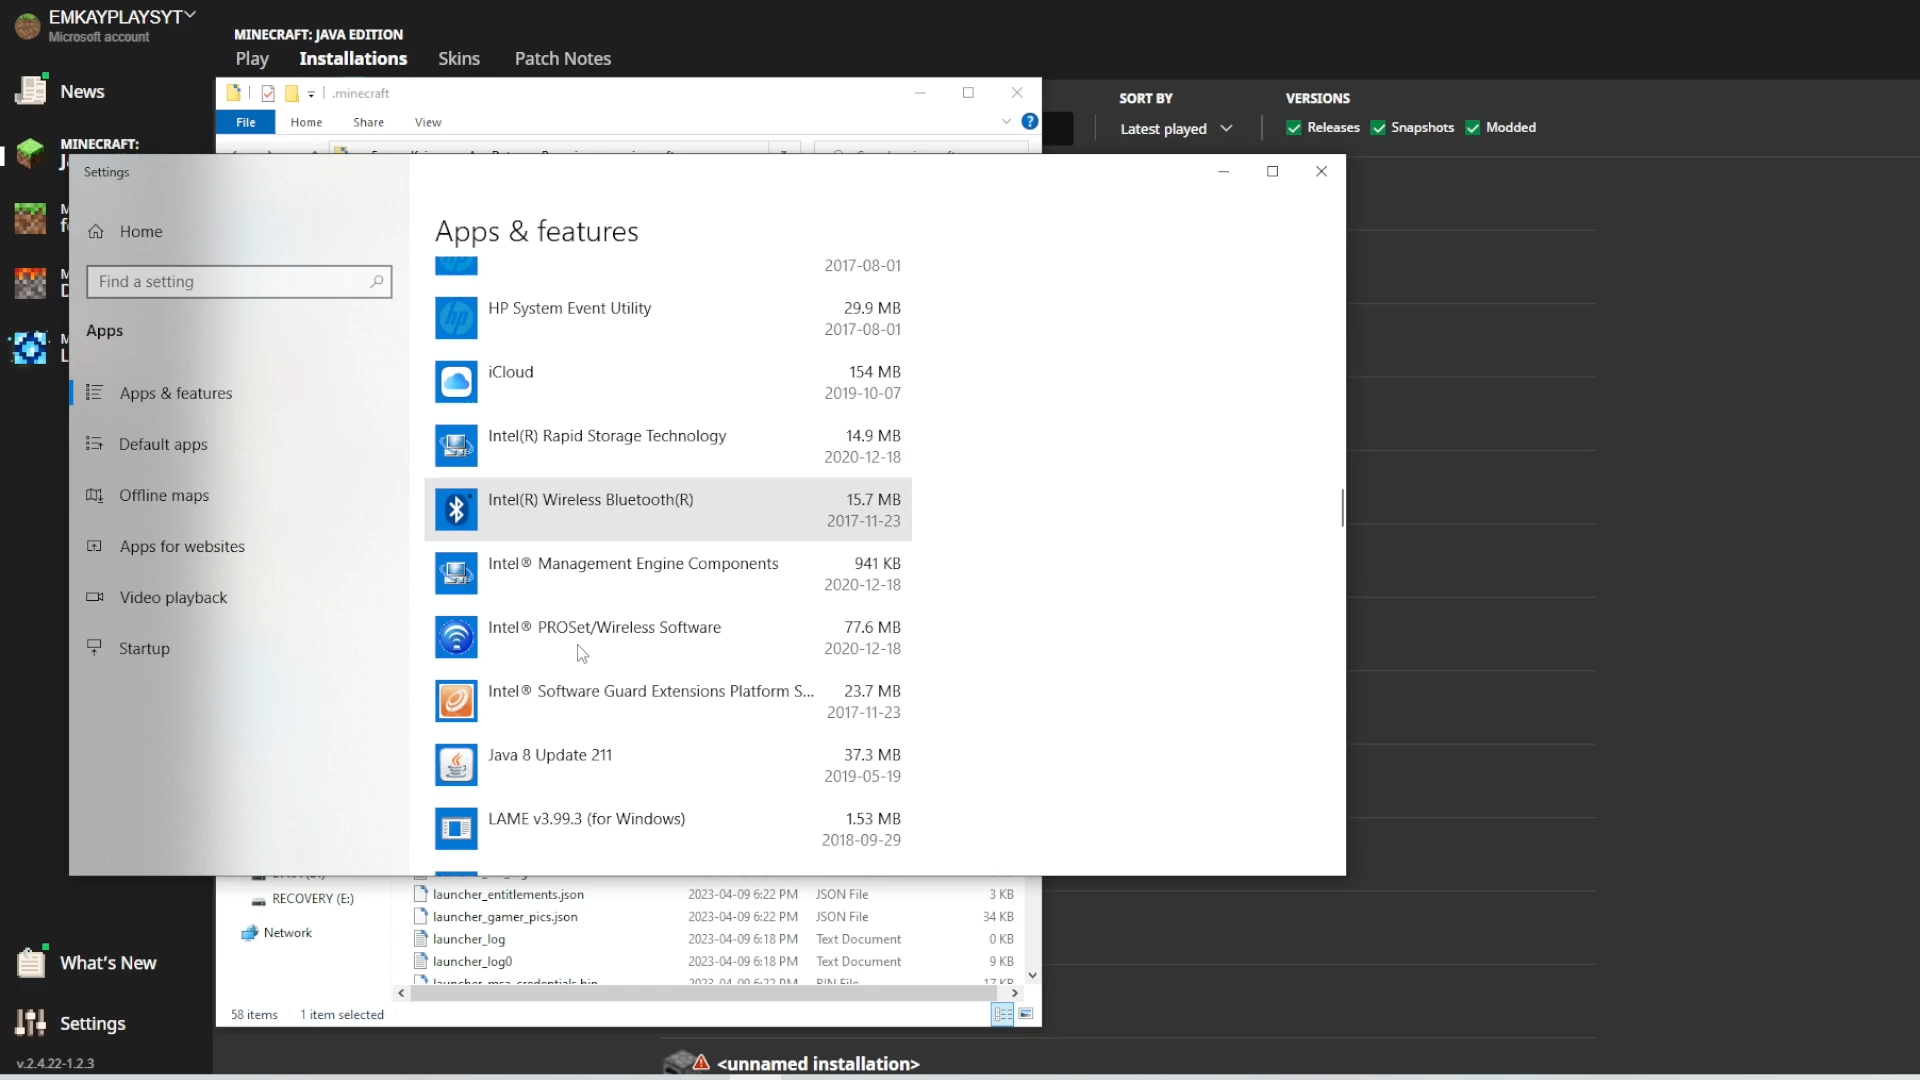 EMKAYPLAYSYT
Microsoft account
MINECRAFT: JAVA EDITION
Play Installations Skins Patch Notes
News
MINECRAFT:
.minecraft
File Home Share View
SORT BY
Latest played
VERSIONS
Releases Snapshots Modded
Settings
Home
Find a setting
Apps
Apps & features
Default apps
Offline maps
Apps for websites
Video playback
Startup
Apps & features
2017-08-01
HP System Event Utility 29.9 MB
2017-08-01
iCloud 154 MB
2019-10-07
Intel(R) Rapid Storage Technology 14.9 MB
2020-12-18
Intel(R) Wireless Bluetooth(R) 15.7 MB
2017-11-23
Intel® Management Engine Components 941 KB
2020-12-18
Intel® PROSet/Wireless Software 77.6 MB
2020-12-18
Intel® Software Guard Extensions Platform S... 23.7 MB
2017-11-23
Java 8 Update 211 37.3 MB
2019-05-19
LAME v3.99.3 (for Windows) 1.53 MB
2018-09-29
RECOVERY (E:)
Network
launcher_entitlements.json 2023-04-09 6:22 PM JSON File 3 KB
launcher_gamer_pics.json 2023-04-09 6:22 PM JSON File 34 KB
launcher_log 2023-04-09 6:18 PM Text Document 0 KB
launcher_log0 2023-04-09 6:18 PM Text Document 9 KB
58 items 1 item selected
What's New
Settings
v.2.4.22-1.2.3
<unnamed installation>